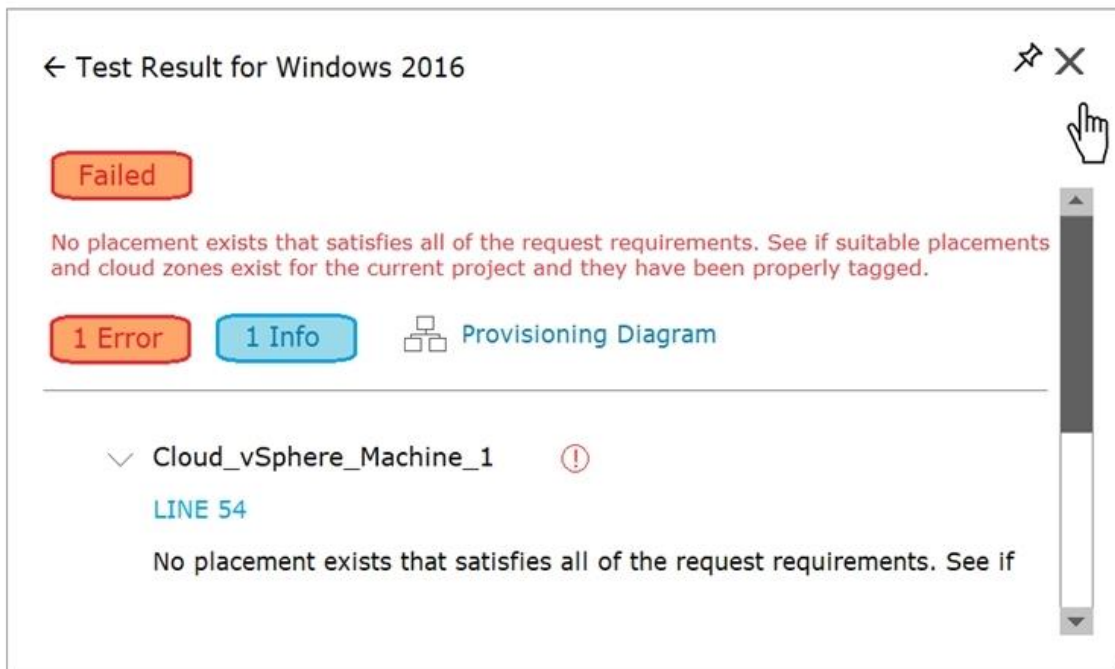 ← Test Result for Windows 2016
Failed
No placement exists that satisfies all of the request requirements. See if suitable placements
and cloud zones exist for the current project and they have been properly tagged.
1 Error
1 Info
Provisioning Diagram
Cloud_vSphere_Machine_1
LINE 54
No placement exists that satisfies all of the request requirements. See if